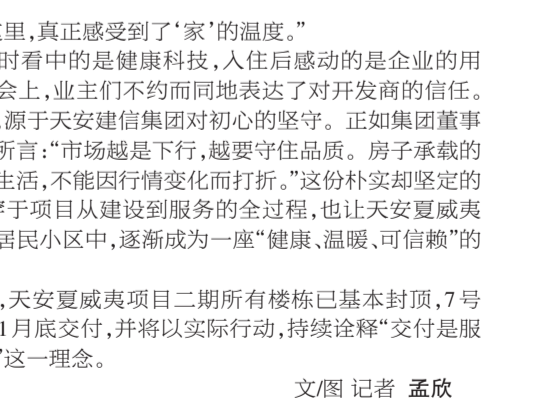 里，真正感受到了‘家’的温度。”
时看中的是健康科技，入住后感动的是企业的用
会上，业主们不约而同地表达了对开发商的信任。
源于天安建信集团对初心的坚守。正如集团董事
所言：“市场越是下行，越要守住品质。房子承载的
生活，不能因行情变化而打折。”这份朴实却坚定的
于项目从建设到服务的全过程，也让天安夏威夷
居民小区中，逐渐成为一座“健康、温暖、可信赖”的
，天安夏威夷项目二期所有楼栋已基本封顶，7号
1月底交付，并将以实际行动，持续诠释“交付是服
”这一理念。
文/图 记者 孟欣